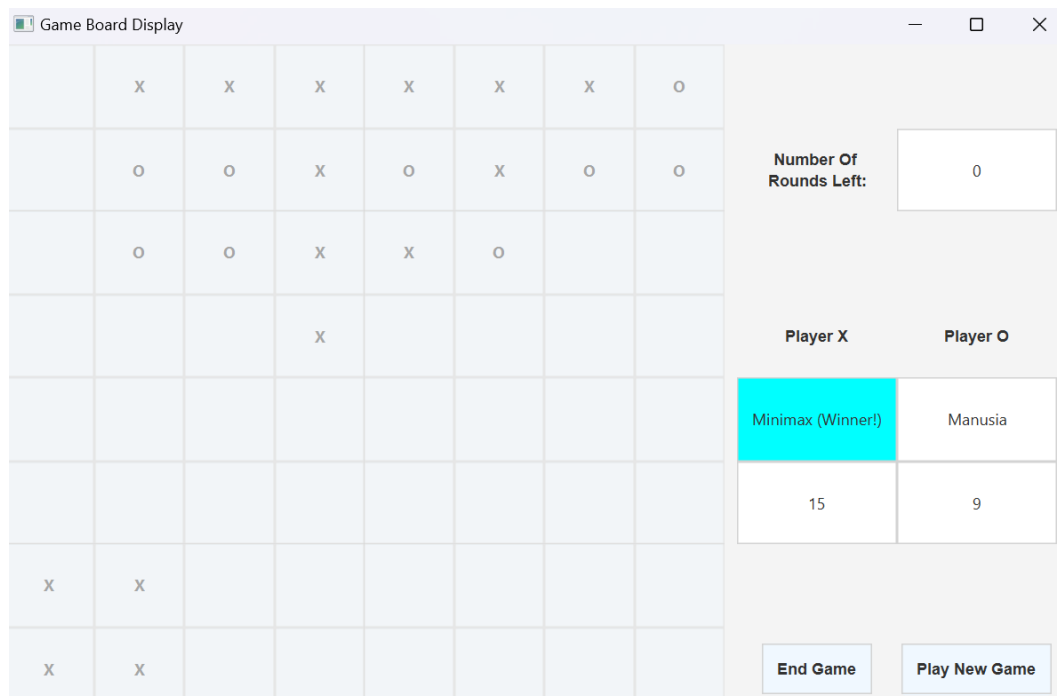 Game Board Display
X X X X X X O
O O X O X O O
Number Of
Rounds Left:
0
O O X X O
X
Player X
Player O
Minimax (Winner!)
Manusia
15
9
X X
X X
End Game
Play New Game